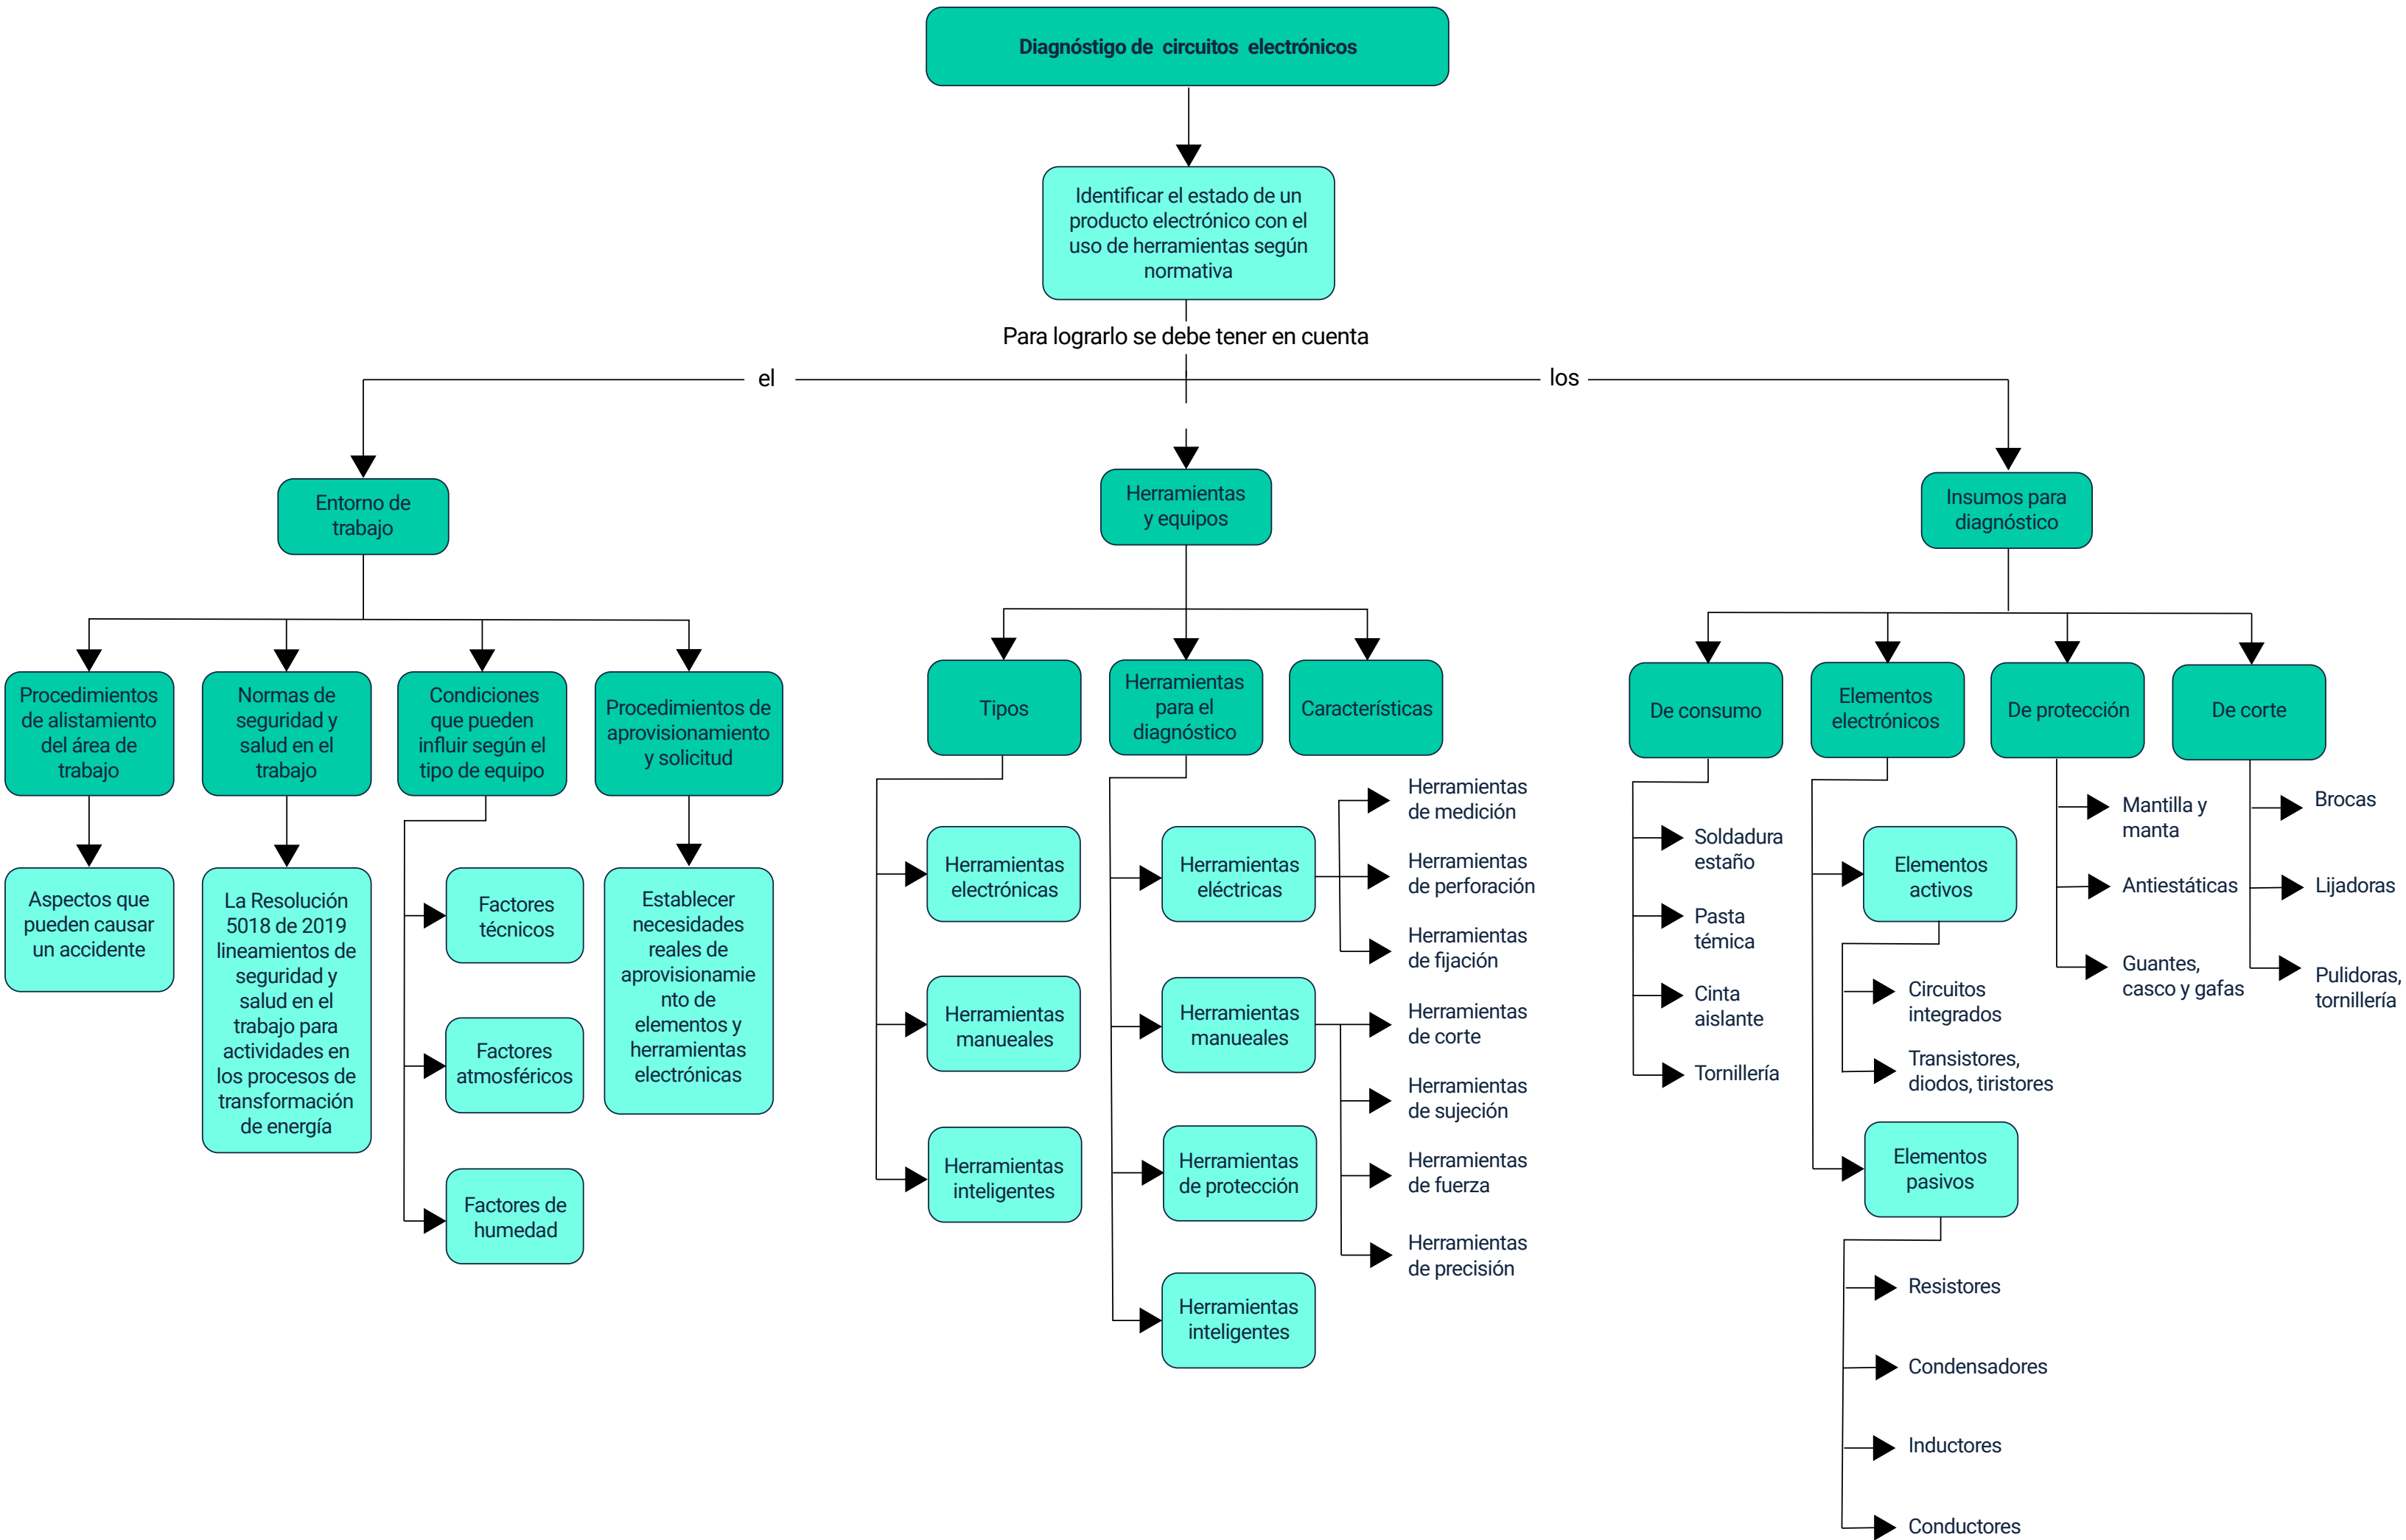 Diagnóstigo de circuitos electrónicos
Identificar el estado de un
producto electrónico con el
uso de herramientas según
normativa
Para lograrlo se debe tener en cuenta
el
los
Entorno de
trabajo
Herramientas
y equipos
Insumos para
diagnóstico
Procedimientos
de alistamiento
del área de
trabajo
Normas de
seguridad y
salud en el
trabajo
Condiciones
que pueden
influir según el
tipo de equipo
Procedimientos de
aprovisionamiento
y solicitud
Aspectos que
pueden causar
un accidente
La Resolución
5018 de 2019
lineamientos de
seguridad y
salud en el
trabajo para
actividades en
los procesos de
transformación
de energía
Factores
técnicos
Factores
atmosféricos
Factores de
humedad
Establecer
necesidades
reales de
aprovisionamie
nto de
elementos y
herramientas
electrónicas
Tipos
Herramientas
para el
diagnóstico
Características
Herramientas
electrónicas
Herramientas
manueales
Herramientas
inteligentes
Herramientas
eléctricas
Herramientas
manueales
Herramientas
de protección
Herramientas
inteligentes
Herramientas
de medición
Herramientas
de perforación
Herramientas
de fijación
Herramientas
de corte
Herramientas
de sujeción
Herramientas
de fuerza
Herramientas
de precisión
De consumo
Elementos
electrónicos
De protección
De corte
Soldadura
estaño
Pasta
témica
Cinta
aislante
Tornillería
Elementos
activos
Circuitos
integrados
Transistores,
diodos, tiristores
Elementos
pasivos
Resistores
Condensadores
Inductores
Conductores
Mantilla y
manta
Antiestáticas
Guantes,
casco y gafas
Brocas
Lijadoras
Pulidoras,
tornillería